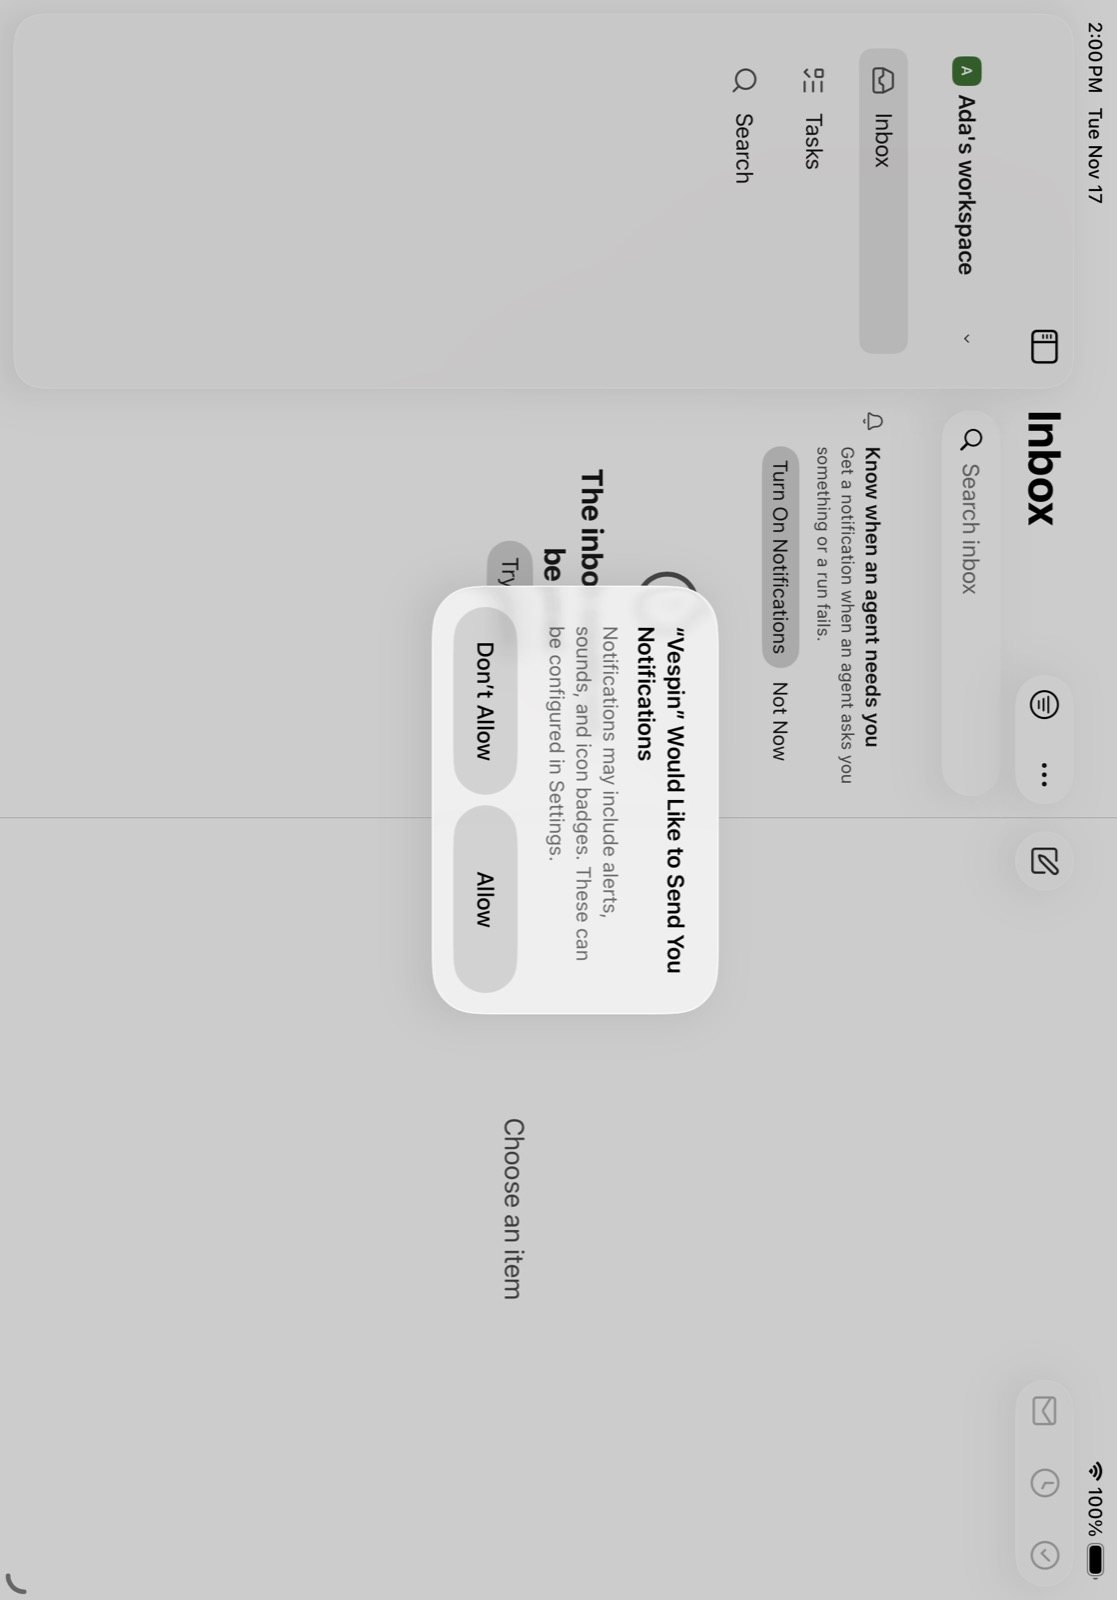 2:00 PM Tue Nov 17
100%
Inbox
A Ada's workspace
Search inbox
Inbox
Tasks
Search
Know when an agent needs you
Get a notification when an agent asks you
something or a run fails.
Turn On Notifications Not Now
The
be
Try
“Vespin” Would Like to Send You
Notifications
Notifications may include alerts,
sounds, and icon badges. These can
be configured in Settings.
Don’t Allow Allow
Choose an item